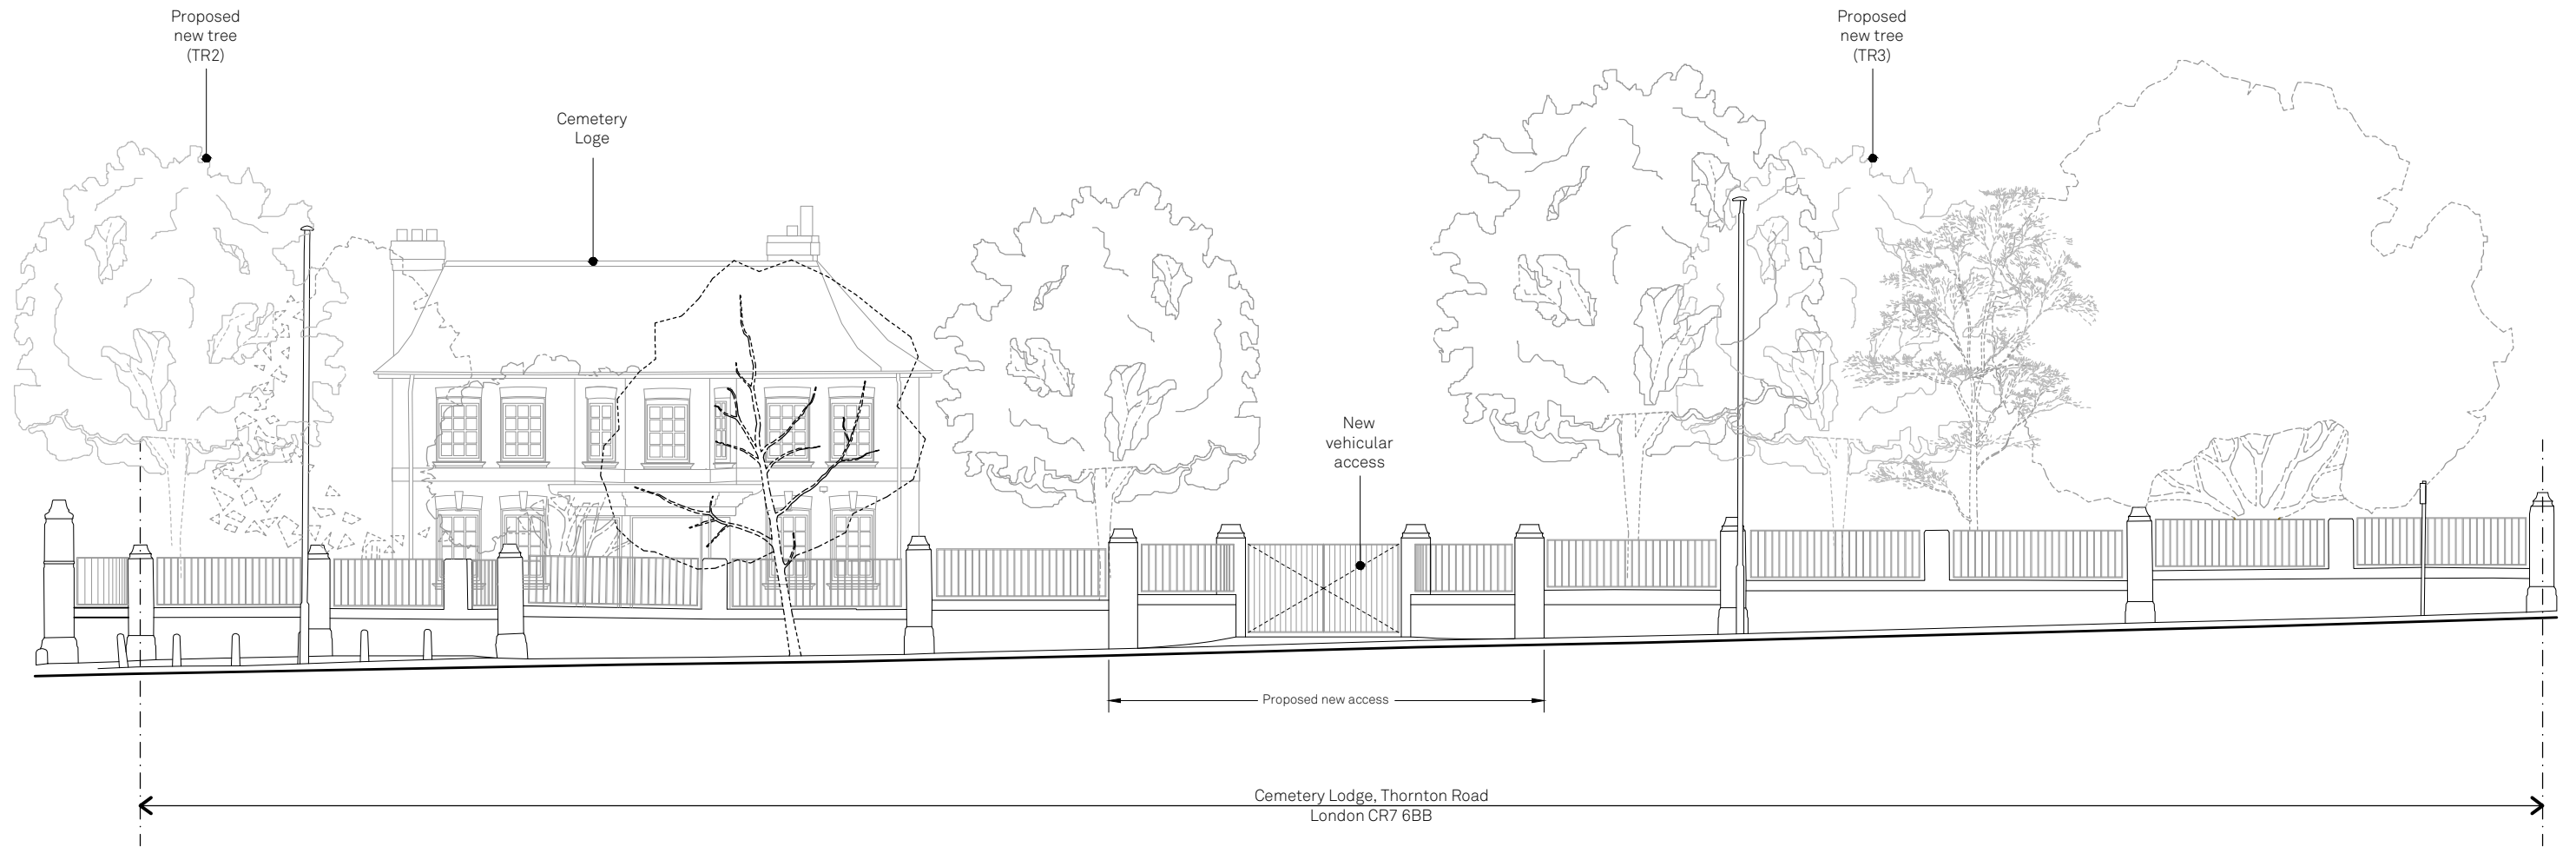 Proposed
new tree
(TR2)
Cemetery
Loge
Proposed
new tree
(TR3)
New
vehicular
access
Proposed new access
Cemetery Lodge, Thornton Road
London CR7 6BB